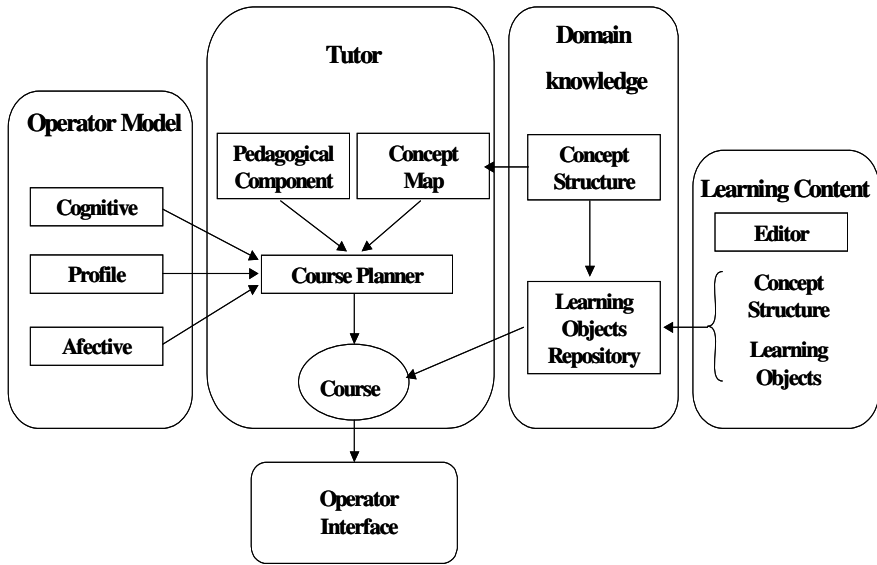 Operator Model
Cognitive
Profile
Afective
Tutor
Pedagogical
Component
Concept
Map
Course Planner
Course
Domain
knowledge
Concept
Structure
Learning
Objects
Repository
Learning Content
Editor
Concept
Structure
Learning
Objects
Operator
Interface